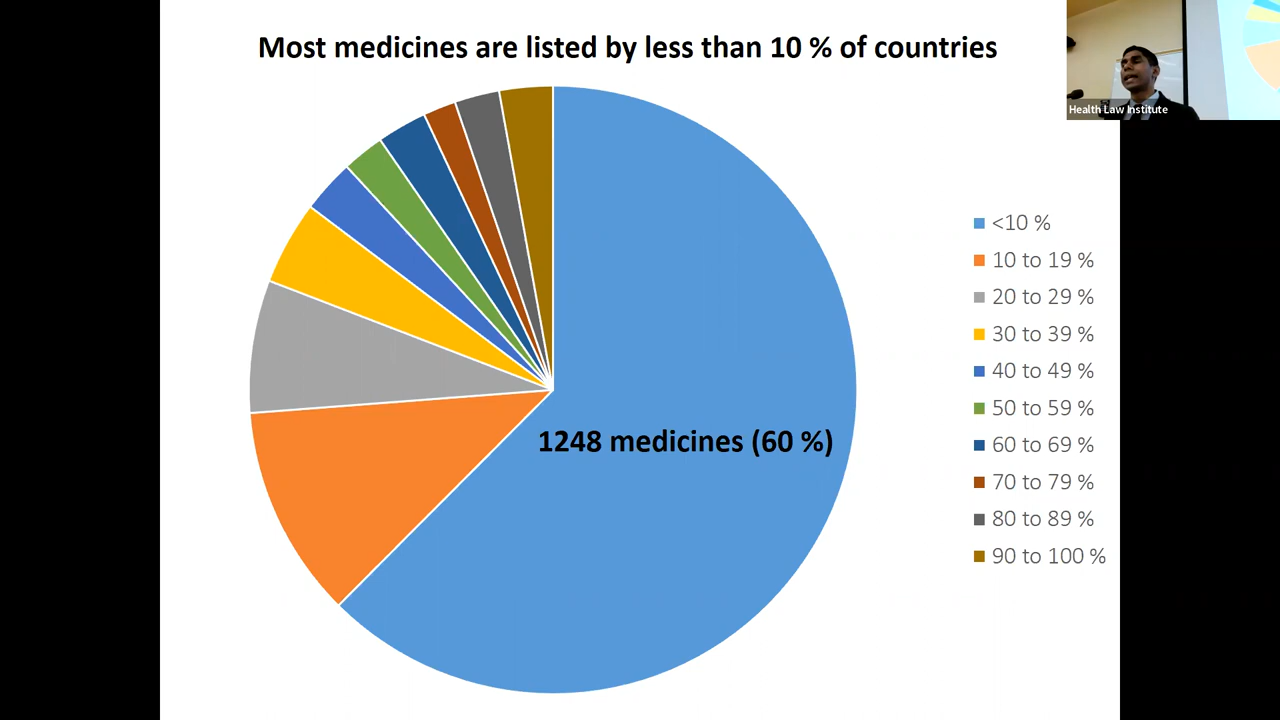 Most medicines are listed by less than 10 % of countries
Health Law Institute
1248 medicines (60 %)
<10 %
10 to 19 %
20 to 29 %
30 to 39 %
40 to 49 %
50 to 59 %
60 to 69 %
70 to 79 %
80 to 89 %
90 to 100 %